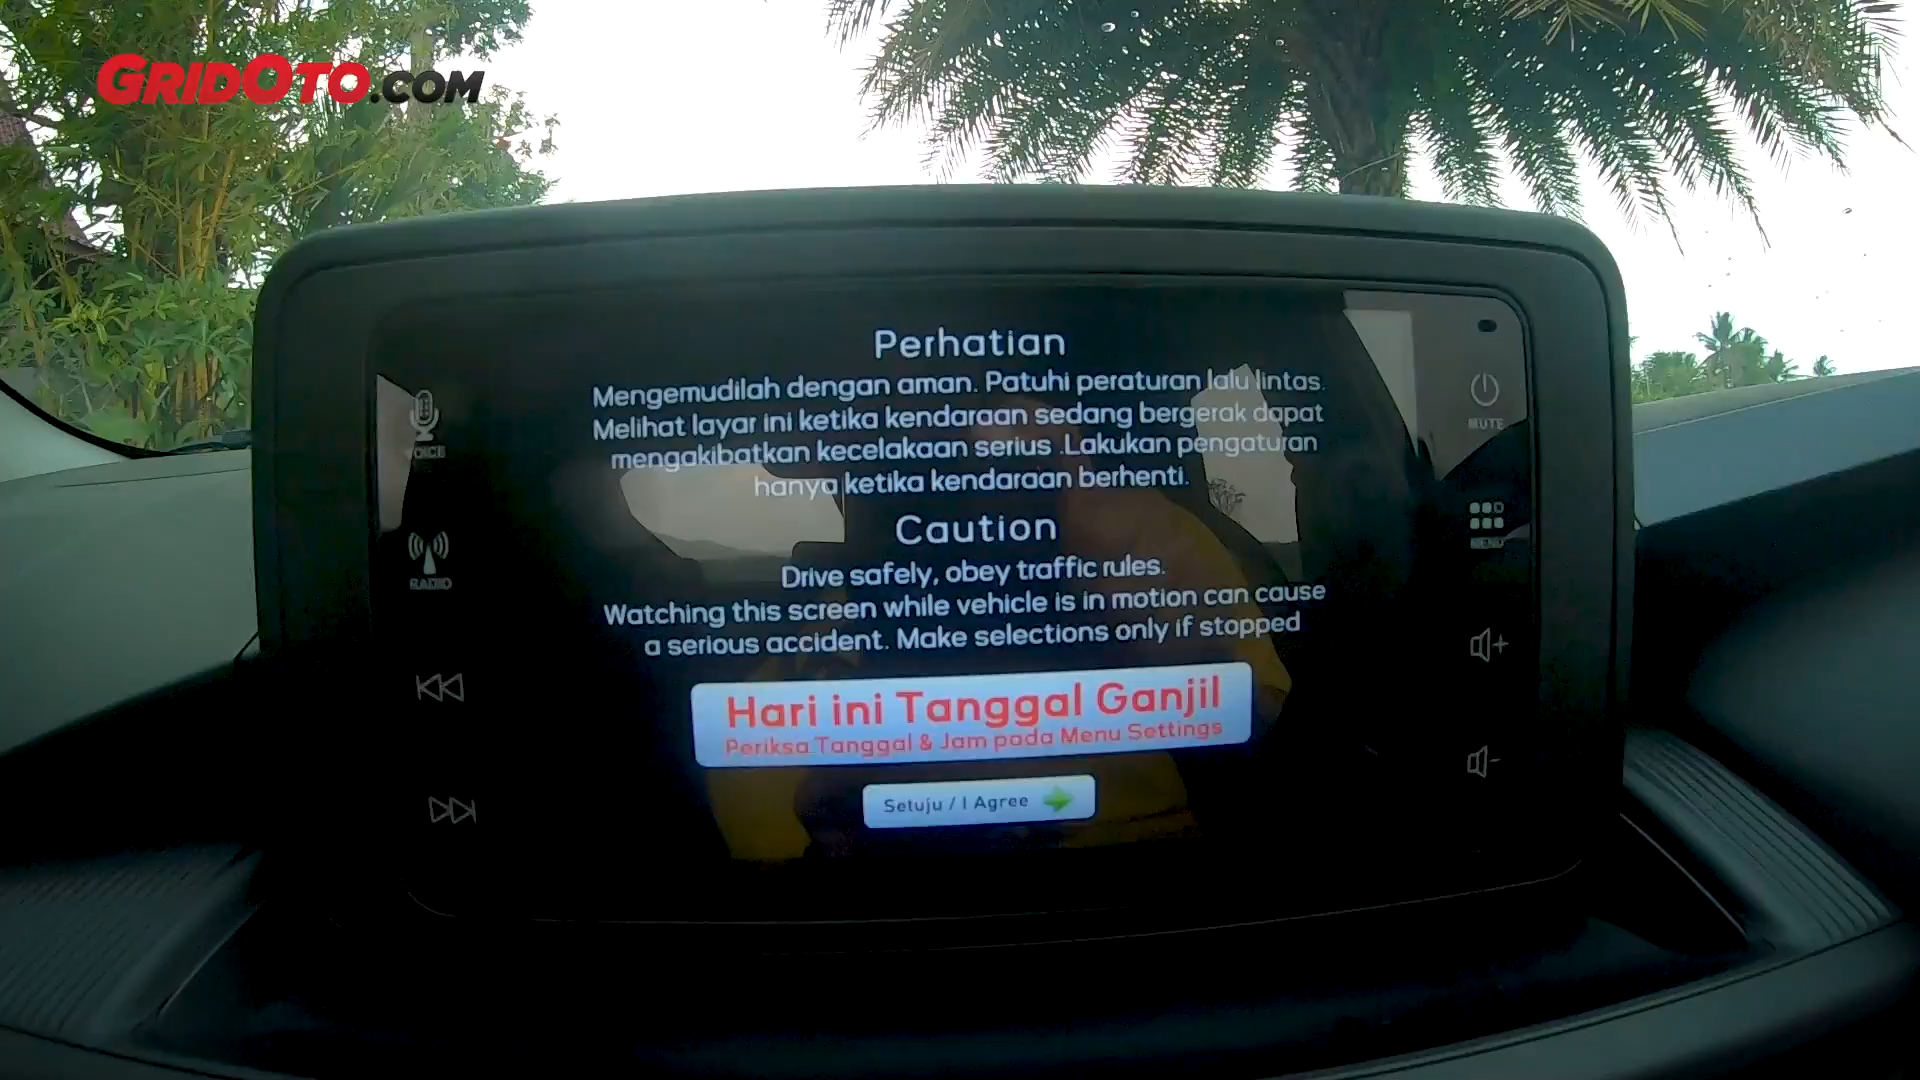 GRIDOTO.COM
Perhatian
Mengemudilah dengan aman. Patuhi peraturan lalu lintas.
Melihat layar ini ketika kendaraan sedang bergerak dapat
mengakibatkan kecelakaan serius .Lakukan pengaturan
hanya ketika kendaraan berhenti.
Caution
Drive safely, obey traffic rules.
Watching this screen while vehicle is in motion can cause
a serious accident. Make selections only if stopped
Hari ini Tanggal Ganjil
Periksa Tanggal & Jam pada Menu Settings
Setuju / I Agree
VOICE
RADIO
MUTE
MENU